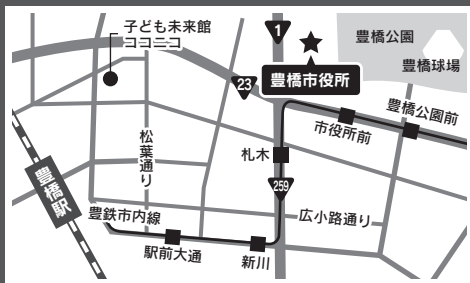 子ども未来館
ココニコ
1
豊橋公園
豊橋球場
豊橋市役所
23
豊橋公園前
市役所前
松葉通り
札木
豊橋駅
259
豊鉄市内線
広小路通り
駅前大通
新川